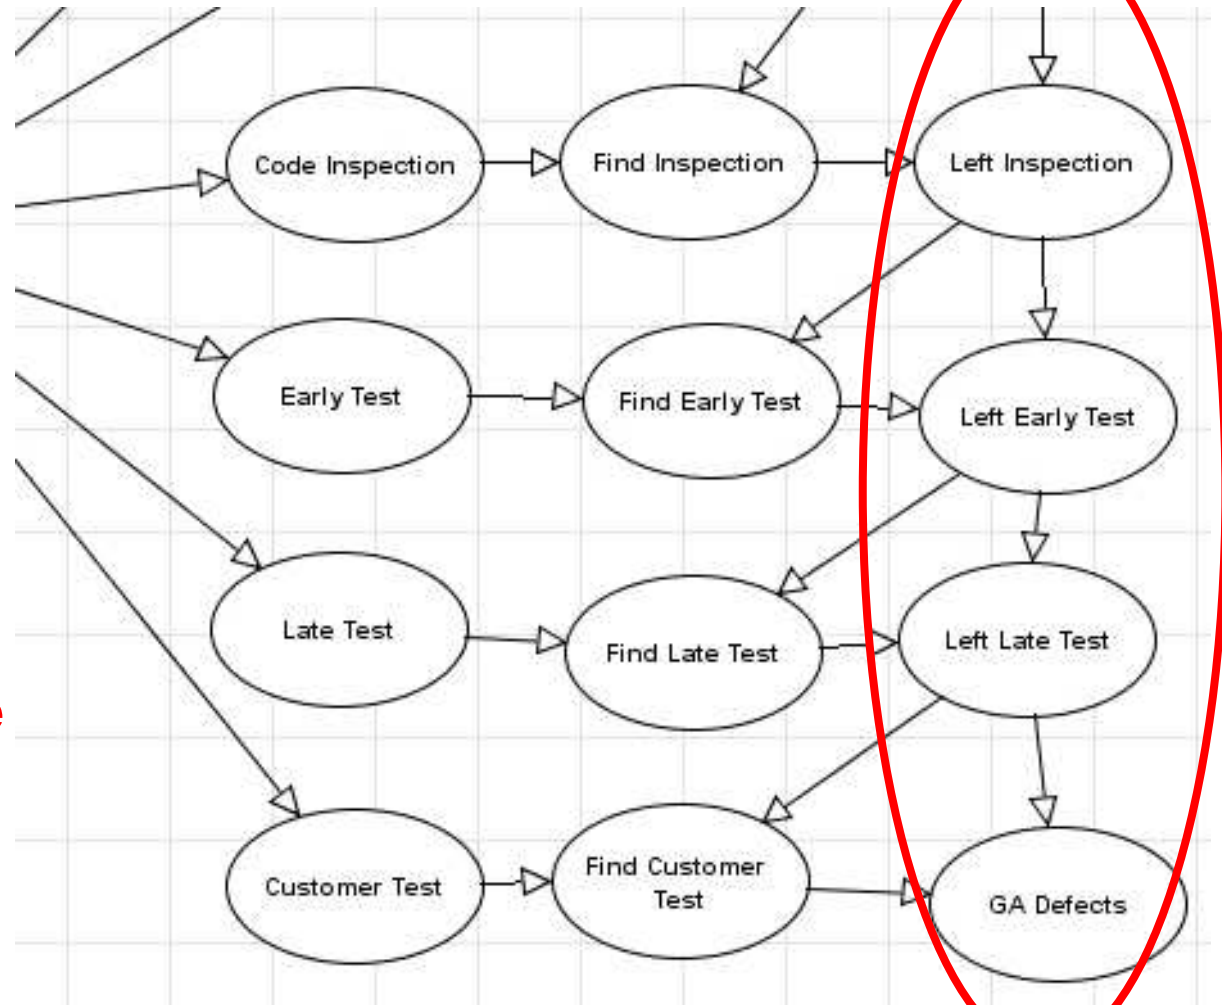 Code Inspection
Find Inspection
Left Inspection
Early Test
Find Early Test
Left Early Test
Late Test
Find Late Test
Left Late Test
e
Customer Test
Find Customer
Test
GA Defects